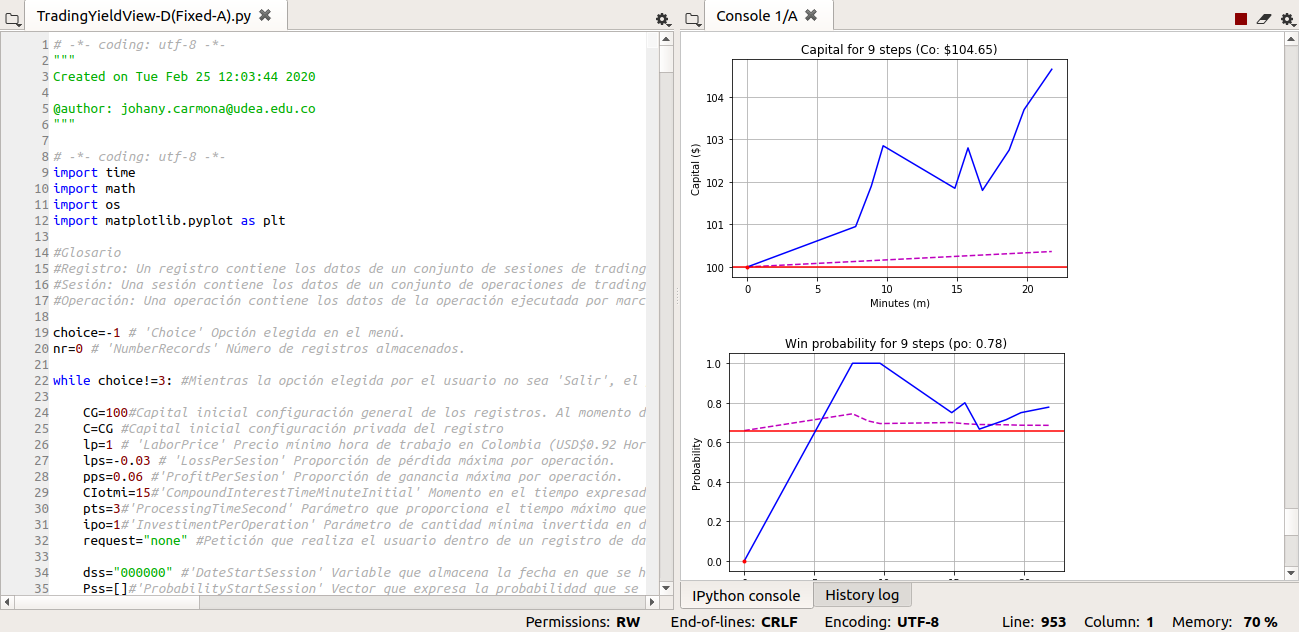 TradingYieldView-D(Fixed-A).py
1 # -*- coding: utf-8 -*-
2 """
3 Created on Tue Feb 25 12:03:44 2020
4
5 @author: johany.carmona@udea.edu.co
6 """
7
8 # -*- coding: utf-8 -*-
9 import time
10 import math
11 import os
12 import matplotlib.pyplot as plt
13
14 #Glosario
15 #Registro: Un registro contiene los datos de un conjunto de sesiones de trading
16 #Sesión: Una sesión contiene los datos de un conjunto de operaciones de trading
17 #Operación: Una operación contiene los datos de la operación ejecutada por marc
18
19 choice=-1 # 'Choice' Opción elegida en el menú.
20 nr=0 # 'NumberRecords' Número de registros almacenados.
21
22 while choice!=3: #Mientras la opción elegida por el usuario no sea 'Salir', el
23
24 CG=100#Capital inicial configuración general de los registros. Al momento d
25 C=CG #Capital inicial configuración privada del registro
26 lp=1 # 'LaborPrice' Precio mínimo hora de trabajo en Colombia (USD$0.92 Hor
27 lps=-0.03 # 'LossPerSesion' Proporción de pérdida máxima por operación.
28 pps=0.06 #'ProfitPerSesion' Proporción de ganancia máxima por operación.
29 CIotmi=15#'CompoundInterestTimeMinuteInitial' Momento en el tiempo expresad
30 pts=3#'ProcessingTimeSecond' Parámetro que proporciona el tiempo máximo que
31 ipo=1#'InvestimentPerOperation' Parámetro de cantidad mínima invertida en d
32 request="none" #Petición que realiza el usuario dentro de un registro de da
33
34 dss="000000" #'DateStartSession' Variable que almacena la fecha en que se h
35 Pss=[]#'ProbabilityStartSession' Vector que expresa la probabilidad que se
Console 1/A
Capital for 9 steps (Co: $104.65)
104
103
102
101
100
Capital ($)
0 5 10 15 20
Minutes (m)
Win probability for 9 steps (po: 0.78)
1.0
0.8
0.6
0.4
0.2
0.0
Probability
IPython console
History log
Permissions: RW End-of-lines: CRLF Encoding: UTF-8 Line: 953 Column: 1 Memory: 70 %